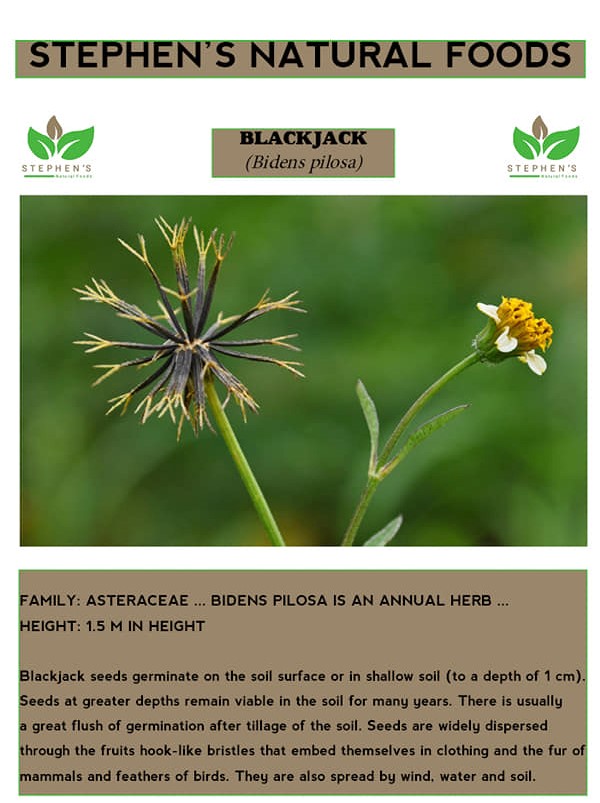 STEPHEN'S NATURAL FOODS
STEPHEN'S
Natural Foods
BLACKJACK
(Bidens pilosa)
STEPHEN'S
Natural Foods
FAMILY: ASTERACEAE ... BIDENS PILOSA IS AN ANNUAL HERB ...
HEIGHT: 1.5 M IN HEIGHT
Blackjack seeds germinate on the soil surface or in shallow soil (to a depth of 1 cm).
Seeds at greater depths remain viable in the soil for many years. There is usually
a great flush of germination after tillage of the soil. Seeds are widely dispersed
through the fruits hook-like bristles that embed themselves in clothing and the fur of
mammals and feathers of birds. They are also spread by wind, water and soil.